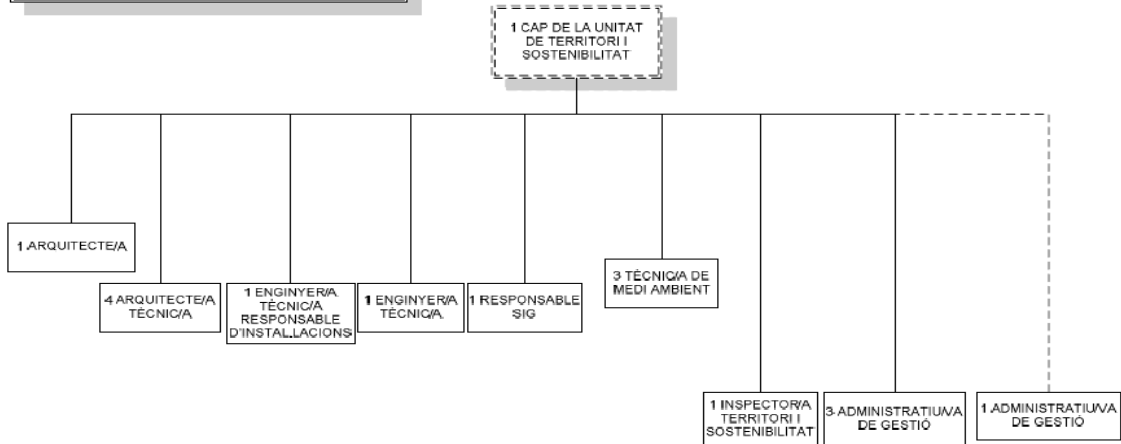 1 CAP DE LA UNITAT
DE TERRITORI I
SOSTENIBILITAT
1 ARQUITECTE/A
4 ARQUITECTE/A
TÈCNIC/A
1 ENGINYER/A
TÈCNIC/A
RESPONSABLE
D'INSTAL.LACIONS
1 ENGINYER/A
TÈCNIC/A.
1 RESPONSABLE
SIG
3 TÈCNIC/A DE
MEDI AMBIENT
1 INSPECTOR/A
TERRITORI I
SOSTENIBILITAT
3 ADMINISTRATIU/VA
DE GESTIÓ
1 ADMINISTRATIU/VA
DE GESTIÓ